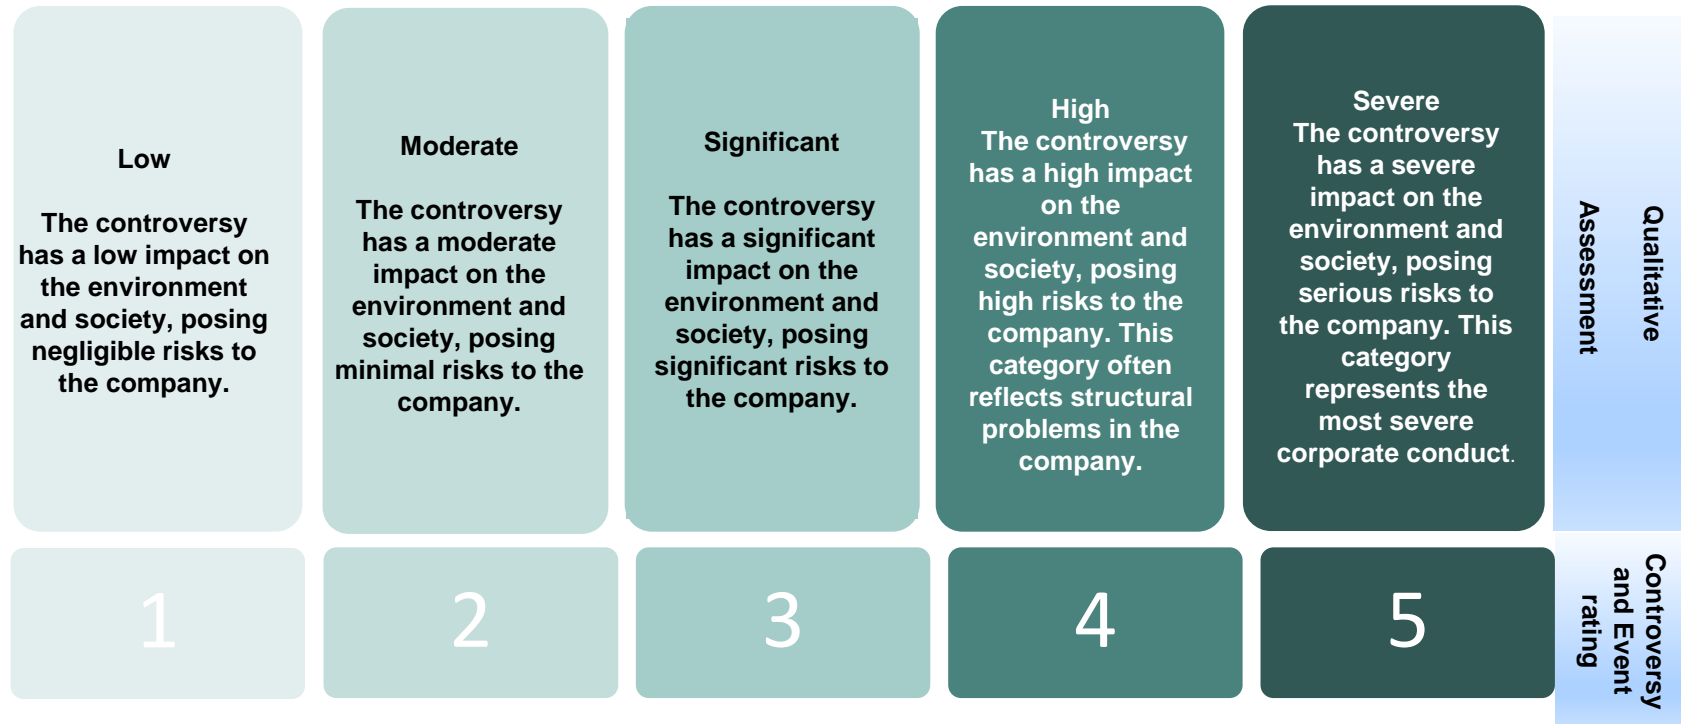 Low
The controversy
has a low impact on
the environment
and society, posing
negligible risks to
the company.
Moderate
The controversy
has a moderate
impact on the
environment and
society, posing
minimal risks to the
company.
Significant
The controversy
has a significant
impact on the
environment and
society, posing
significant risks to
the company.
High
The controversy
has a high impact
on the
environment and
society, posing
high risks to the
company. This
category often
reflects structural
problems in the
company.
Severe
The controversy
has a severe
impact on the
environment and
society, posing
serious risks to
the company. This
category
represents the
most severe
corporate conduct.
Qualitiative
Assessment
1
2
3
4
5
Controversy
and Event
rating